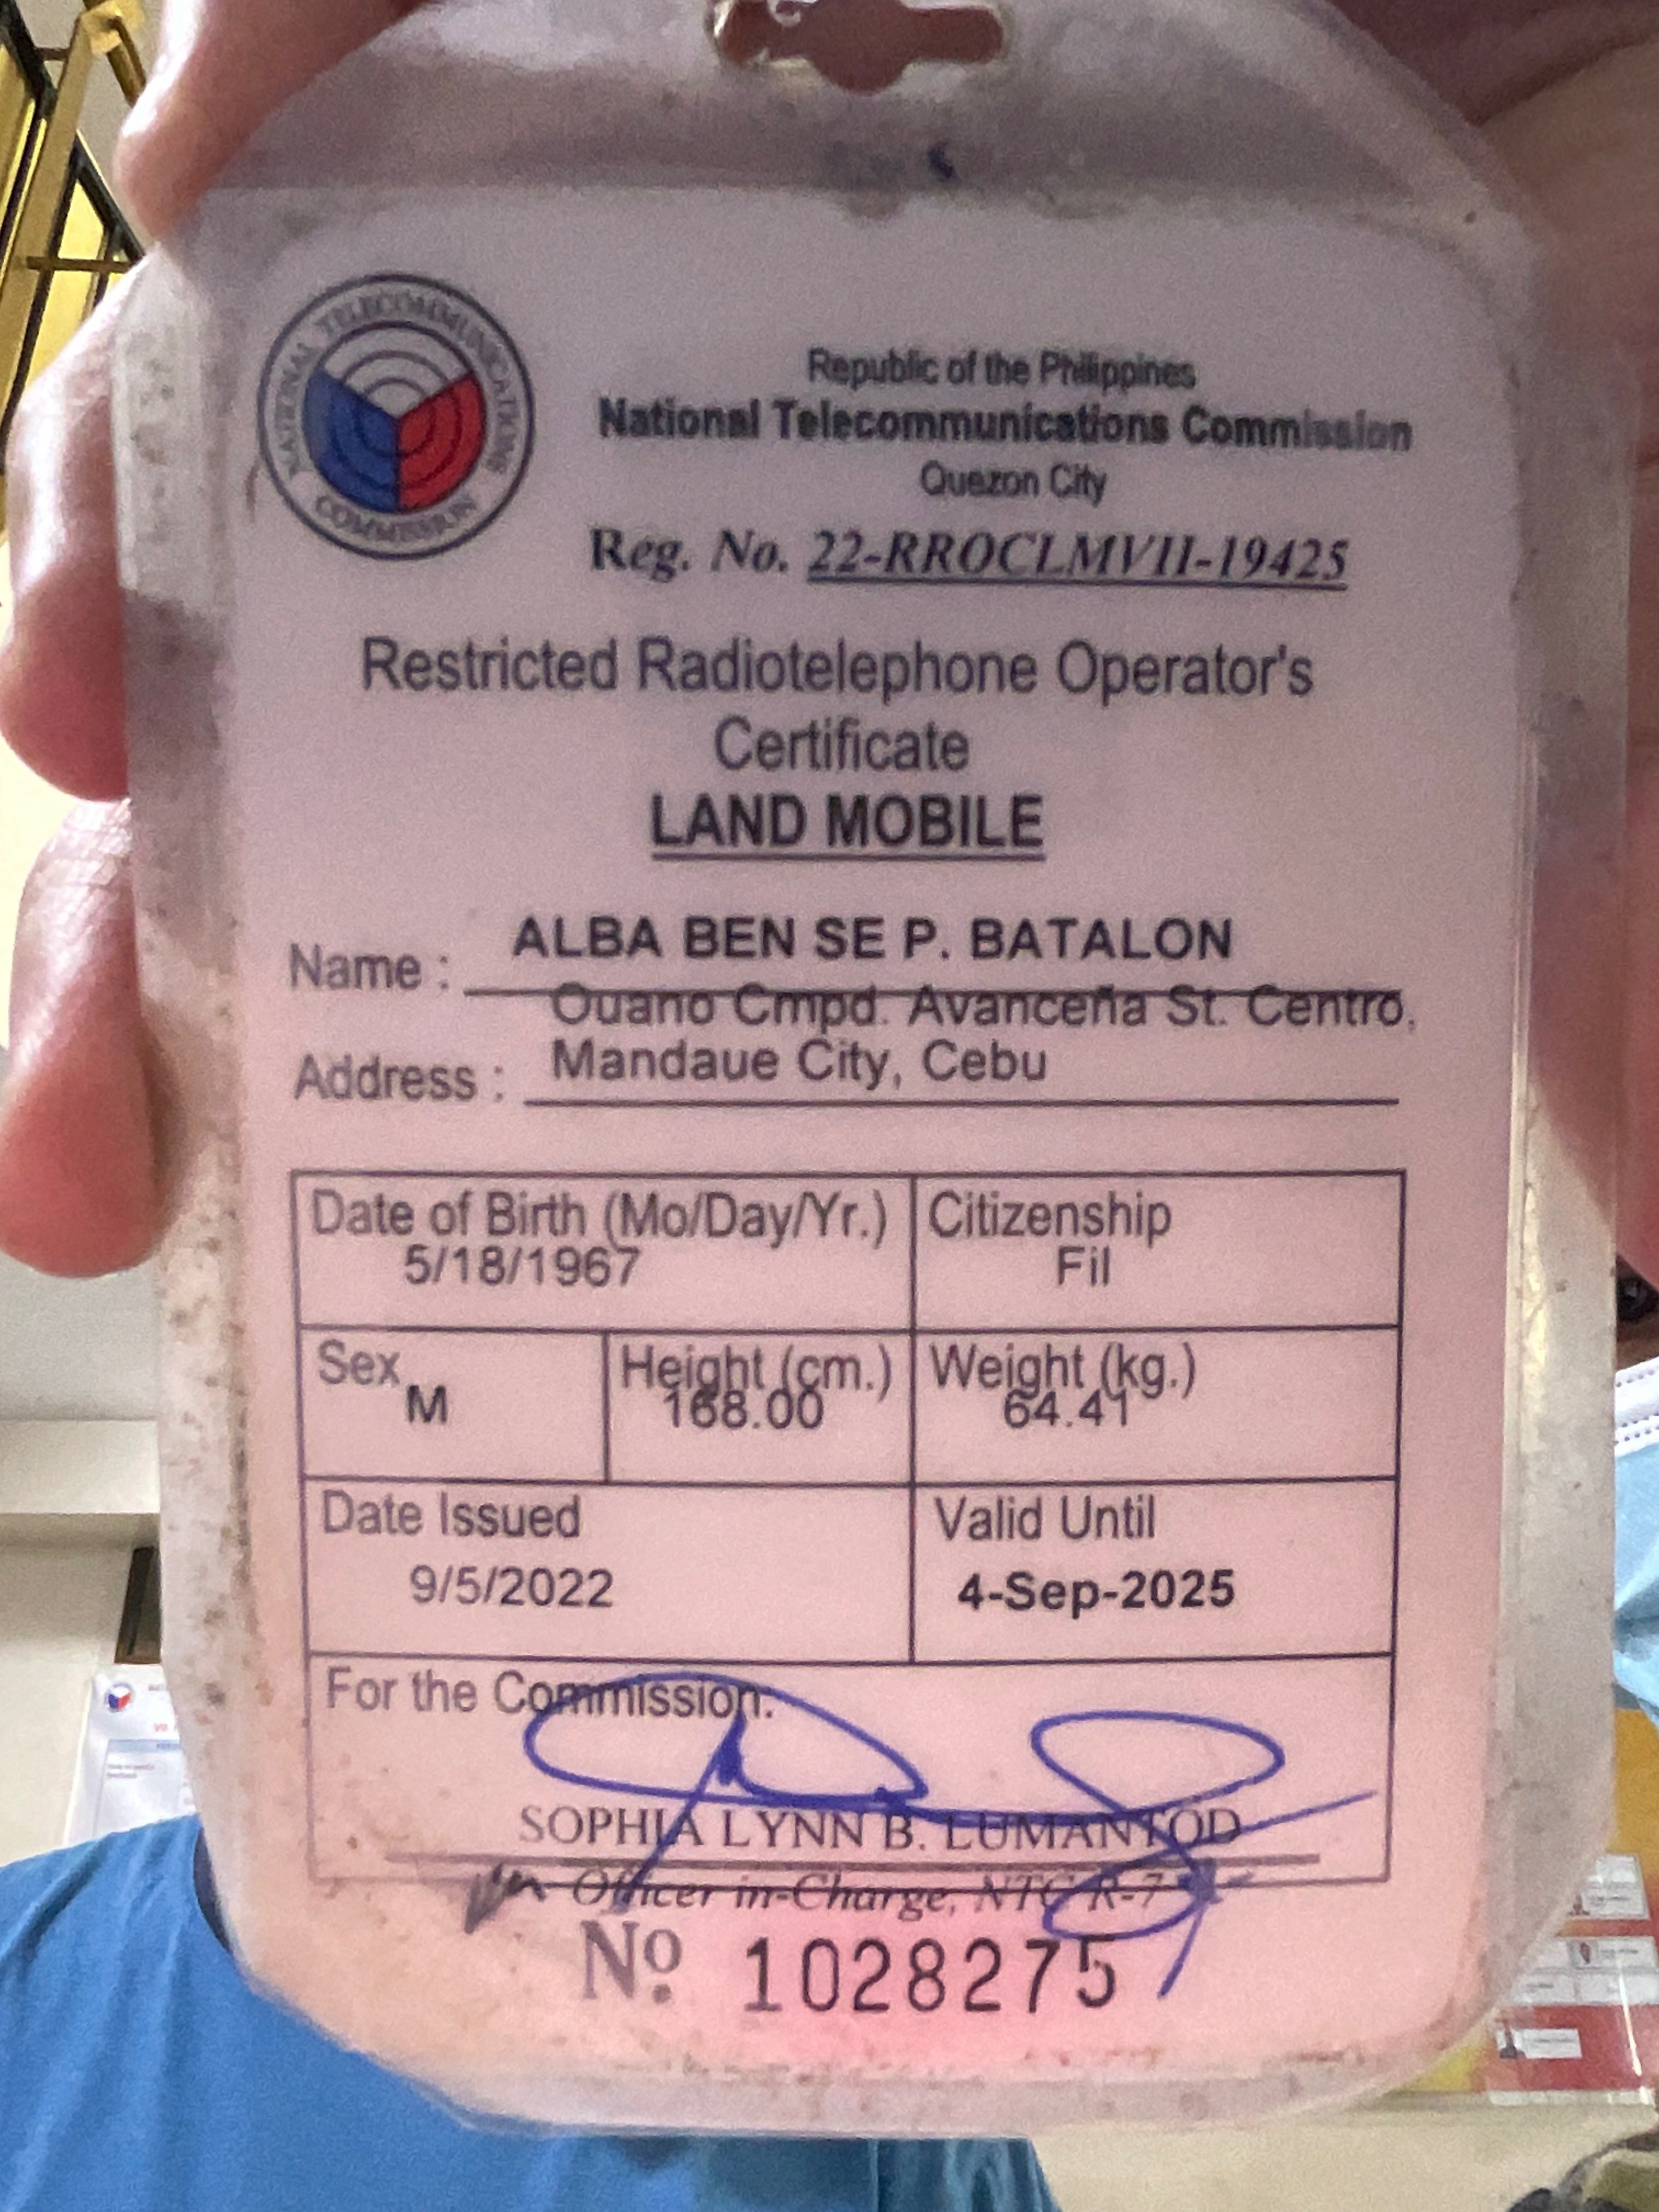 NATIONAL TELECOMMUNICATIONS COMMISSION
Republic of the Philippines
National Telecommunications Commission
Quezon City
Reg. No. 22-RROCLMVII-19425
Restricted Radiotelephone Operator's
Certificate
LAND MOBILE
Name : ALBA BEN SE P. BATALON
Ouano Cmpd. Avanceña St. Centro,
Address : Mandaue City, Cebu
Date of Birth (Mo/Day/Yr.) Citizenship
5/18/1967 Fil
Sex Height (cm.) Weight (kg.)
M 168.00 64.41
Date Issued Valid Until
9/5/2022 4-Sep-2025
For the Commission:
SOPHIA LYNN B. LUMANTOD
Officer in-Charge, NTC R-7
Nº 1028275